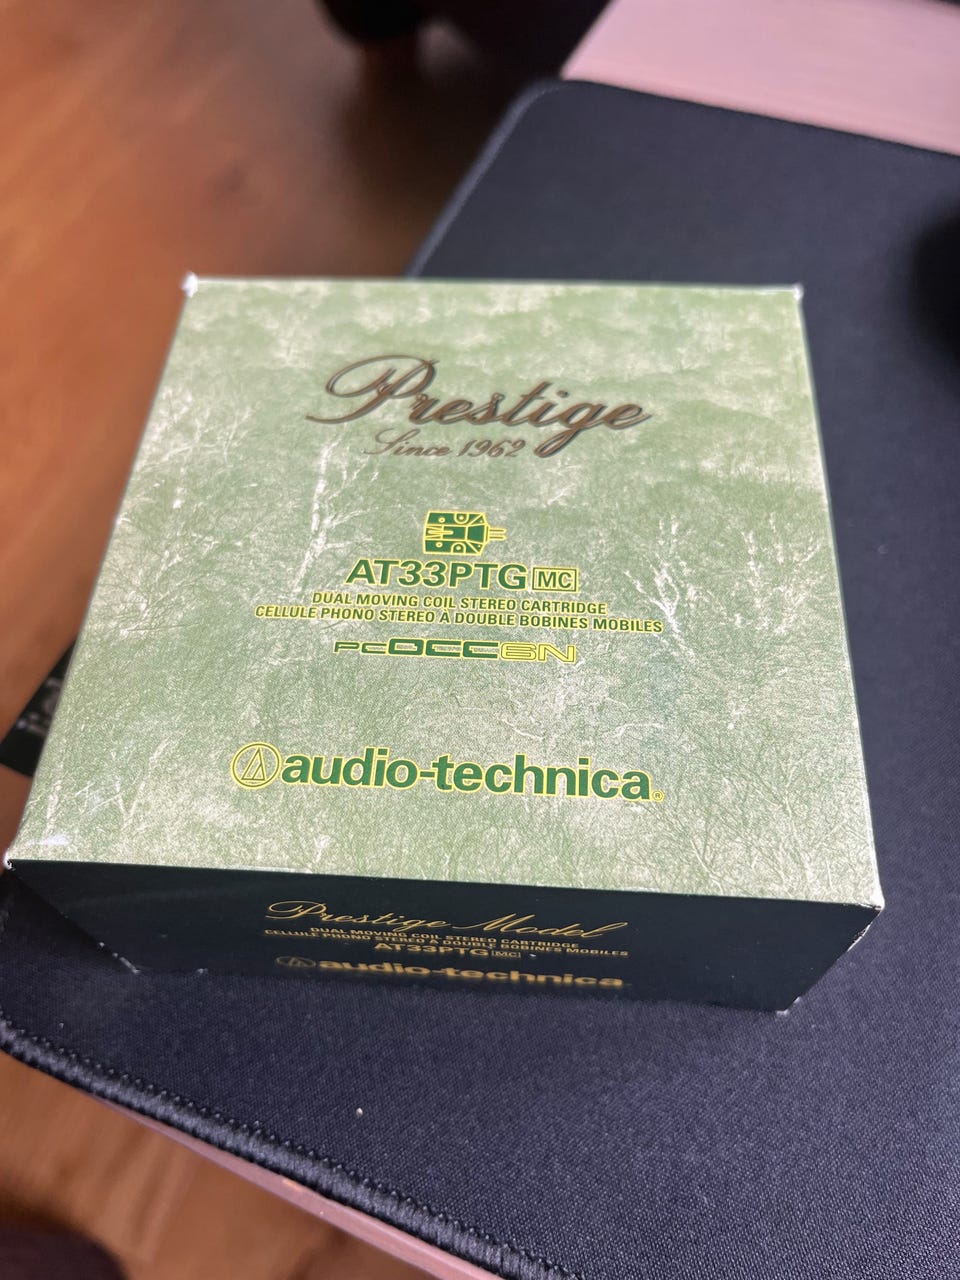 Prestige
Since 1962
AT33PTG MC
DUAL MOVING COIL STEREO CARTRIDGE
CELLULE PHONO STEREO A DOUBLE BOBINES MOBILES
PCOCC6N
audio-technica®
Prestige Model
DUAL MOVING COIL STEREO CARTRIDGE
CELLULE PHONO STEREO A DOUBLE BOBINES MOBILES
AT33PTG MC
audio-technica